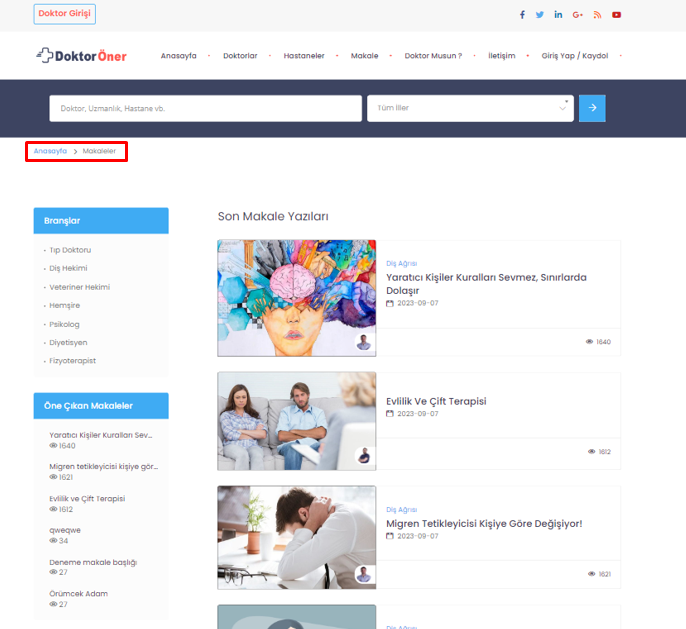 Doktor Girişi
Doktor Öner
Anasayfa
Doktorlar
Hastaneler
Makale
Doktor Musun ?
İletişim
Giriş Yap / Kaydol
Doktor, Uzmanlık, Hastane vb.
Tüm İller
Anasayfa > Makaleler
Branşlar
Tıp Doktoru
Diş Hekimi
Veteriner Hekimi
Hemşire
Psikolog
Diyetisyen
Fizyoterapist
Öne Çıkan Makaleler
Yaratıcı Kişiler Kuralları Sev...
1640
Migren tetikleyicisi kişiye gör...
1621
Evlilik ve Çift Terapisi
1612
qweqwe
34
Deneme makale başlığı
27
Örümcek Adam
27
Son Makale Yazıları
Diş Ağrısı
Yaratıcı Kişiler Kuralları Sevmez, Sınırlarda
Dolaşır
2023-09-07
1640
Evlilik Ve Çift Terapisi
2023-09-07
1612
Diş Ağrısı
Migren Tetikleyicisi Kişiye Göre Değişiyor!
2023-09-07
1621
Diş Ağrısı